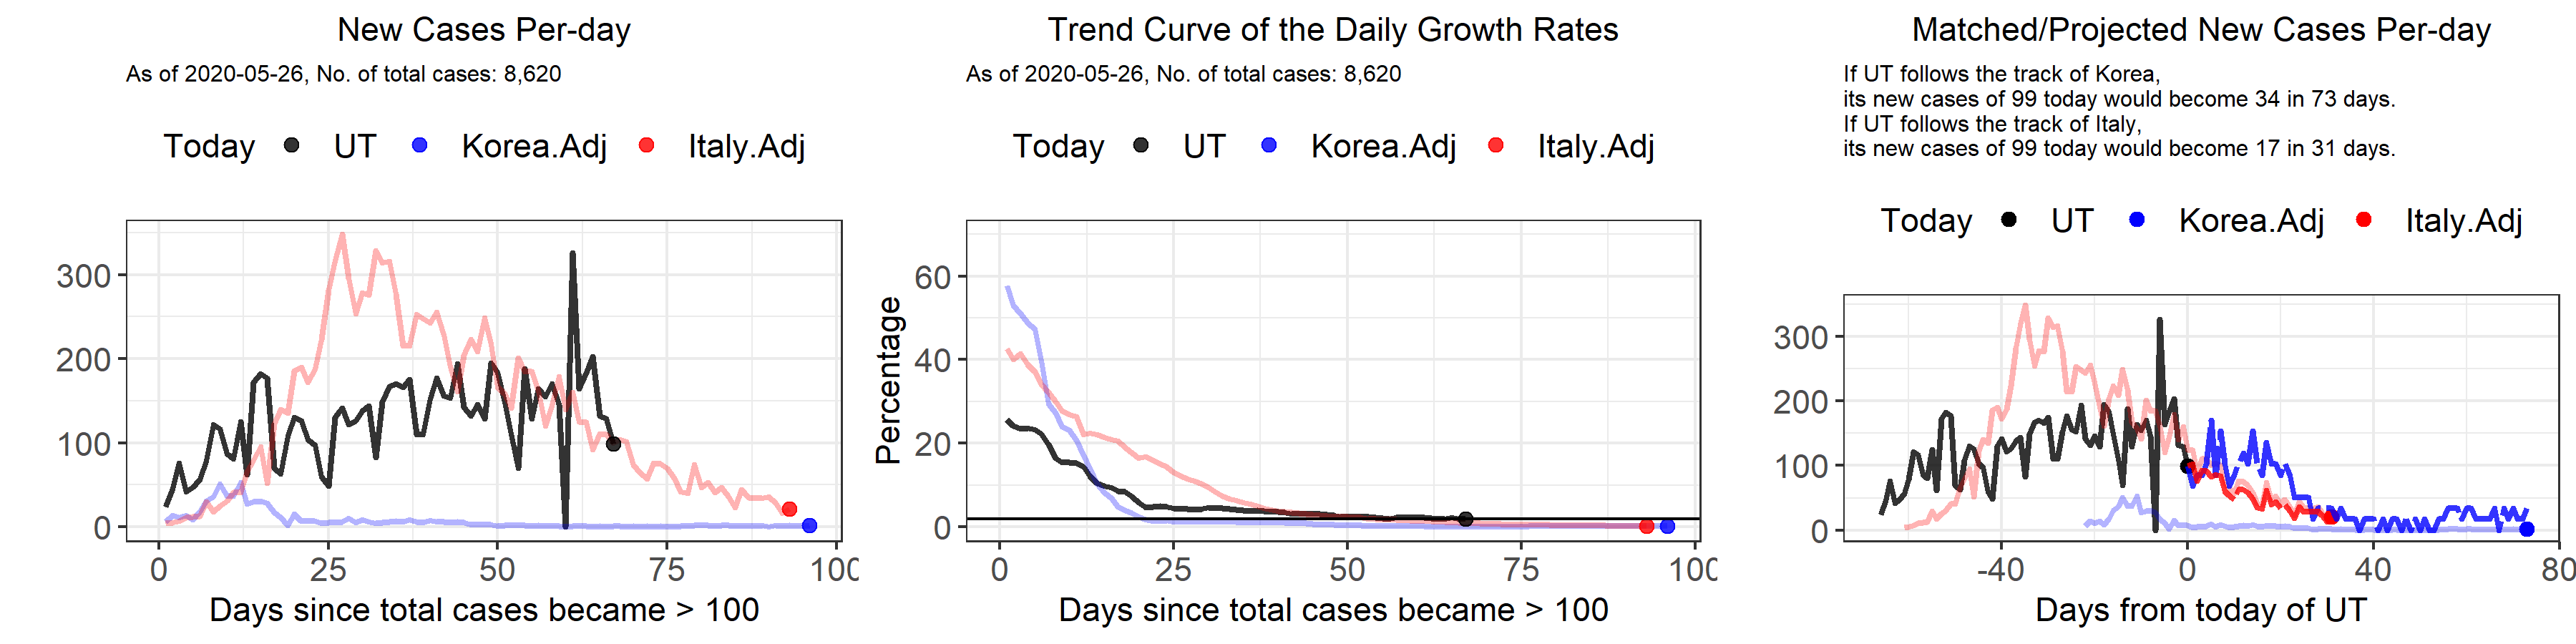 New Cases Per-day
As of 2020-05-26, No. of total cases: 8,620
Today UT Korea.Adj Italy.Adj
300
200
100
0
0 25 50 75 100
Days since total cases became > 100
Trend Curve of the Daily Growth Rates
As of 2020-05-26, No. of total cases: 8,620
Today UT Korea.Adj Italy.Adj
Percentage
60
40
20
0
0 25 50 75 100
Days since total cases became > 100
Matched/Projected New Cases Per-day
If UT follows the track of Korea,
its new cases of 99 today would become 34 in 73 days.
If UT follows the track of Italy,
its new cases of 99 today would become 17 in 31 days.
Today UT Korea.Adj Italy.Adj
300
200
100
0
-40 0 40 80
Days from today of UT